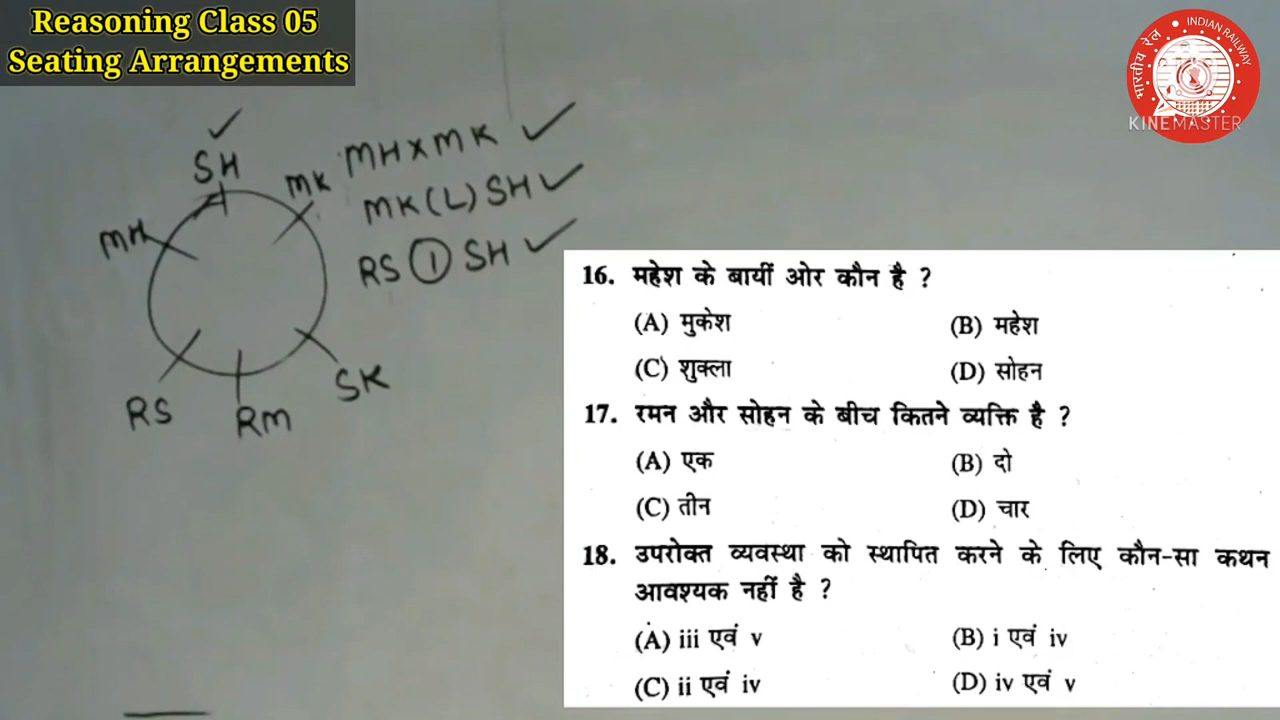 Reasoning Class 05
Seating Arrangements
भारतीय रेल
INDIAN RAILWAY
KINEMASTER
SH
MK
MH
RS
RM
SK
MH X MK ✓
MK (L) SH ✓
RS ① SH ✓
16. महेश के बायीं ओर कौन है ?
(A) मुकेश (B) महेश
(C) शुक्ला (D) सोहन
17. रमन और सोहन के बीच कितने व्यक्ति है ?
(A) एक (B) दो
(C) तीन (D) चार
18. उपरोक्त व्यवस्था को स्थापित करने के लिए कौन-सा कथन
आवश्यक नहीं है ?
(A) iii एवं v (B) i एवं iv
(C) ii एवं iv (D) iv एवं v